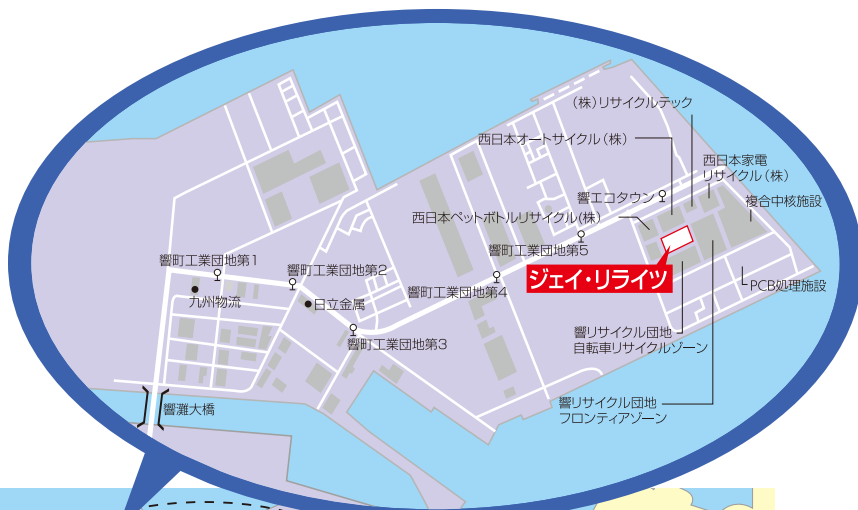 (株)リサイクルテック
西日本オートサイクル(株)
西日本家電
リサイクル(株)
響エコタウン
複合中核施設
西日本ペットボトルリサイクル(株)
響町工業団地第5
響町工業団地第1
響町工業団地第2
ジェイ・リライツ
響町工業団地第4
PCB処理施設
九州物流
日立金属
響町工業団地第3
響リサイクル団地
自転車リサイクルゾーン
響灘大橋
響リサイクル団地
フロンティアゾーン